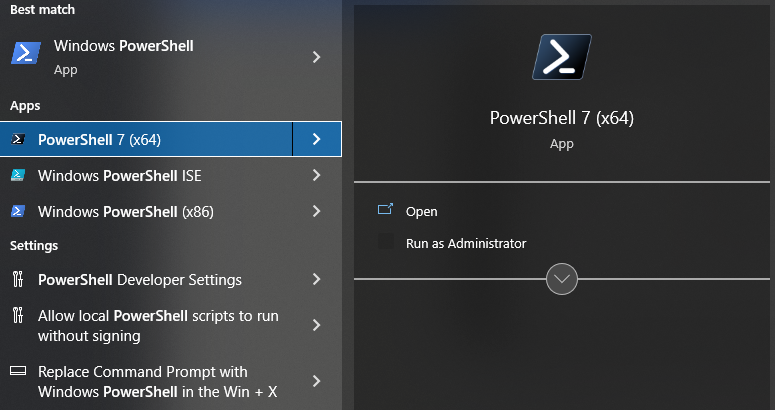 Best match
Windows PowerShell
App
Apps
PowerShell 7 (x64)
Windows PowerShell ISE
Windows PowerShell (x86)
Settings
PowerShell Developer Settings
Allow local PowerShell scripts to run
without signing
Replace Command Prompt with
Windows PowerShell in the Win + X
PowerShell 7 (x64)
App
Open
Run as Administrator